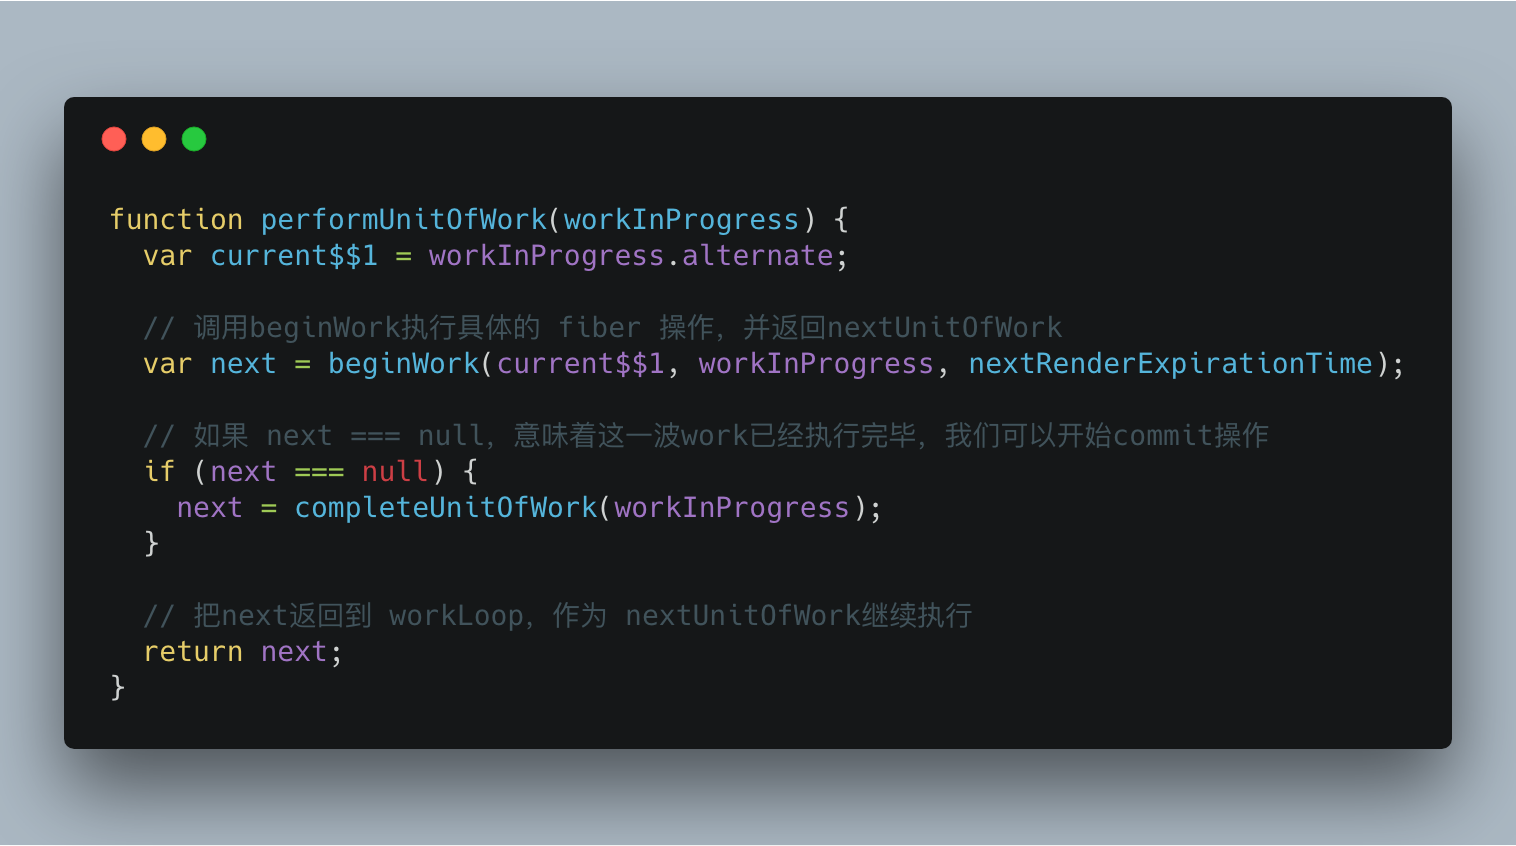 function performUnitOfWork(workInProgress) {
  var current$$1 = workInProgress.alternate;
  // 调用beginWork执行具体的 fiber 操作，并返回nextUnitOfWork
  var next = beginWork(current$$1, workInProgress, nextRenderExpirationTime);
  // 如果 next === null，意味着这一波work已经执行完毕，我们可以开始commit操作
  if (next === null) {
    next = completeUnitOfWork(workInProgress);
  }
  // 把next返回到 workLoop，作为 nextUnitOfWork继续执行
  return next;
}